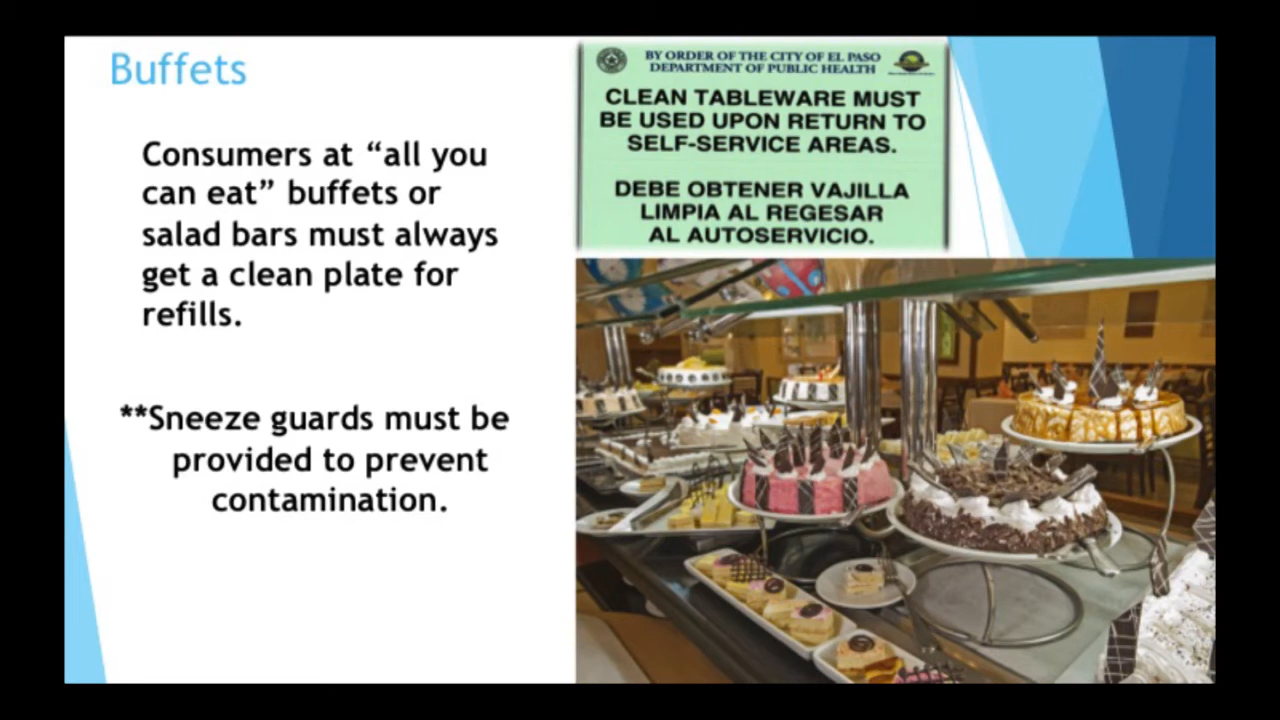 Buffets
Consumers at “all you
can eat” buffets or
salad bars must always
get a clean plate for
refills.
**Sneeze guards must be
provided to prevent
contamination.
BY ORDER OF THE CITY OF EL PASO
DEPARTMENT OF PUBLIC HEALTH
CLEAN TABLEWARE MUST
BE USED UPON RETURN TO
SELF-SERVICE AREAS.
DEBE OBTENER VAJILLA
LIMPIA AL REGESAR
AL AUTOSERVICIO.